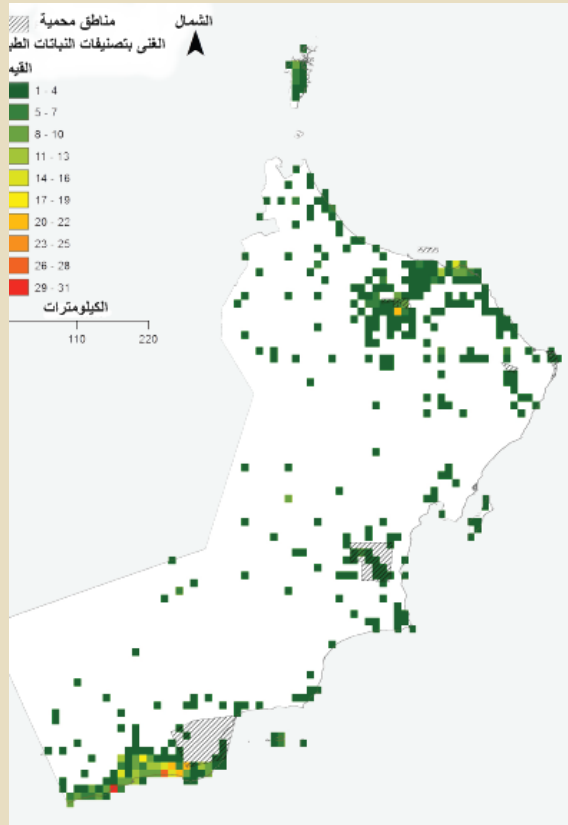 الشمال
مناطق محمية
الغنى بتصنيفات النباتات
1 - 4
5 - 7
8 - 10
11 - 13
14 - 16
17 - 19
20 - 22
23 - 25
26 - 28
29 - 31
الكيلومترات
110
220